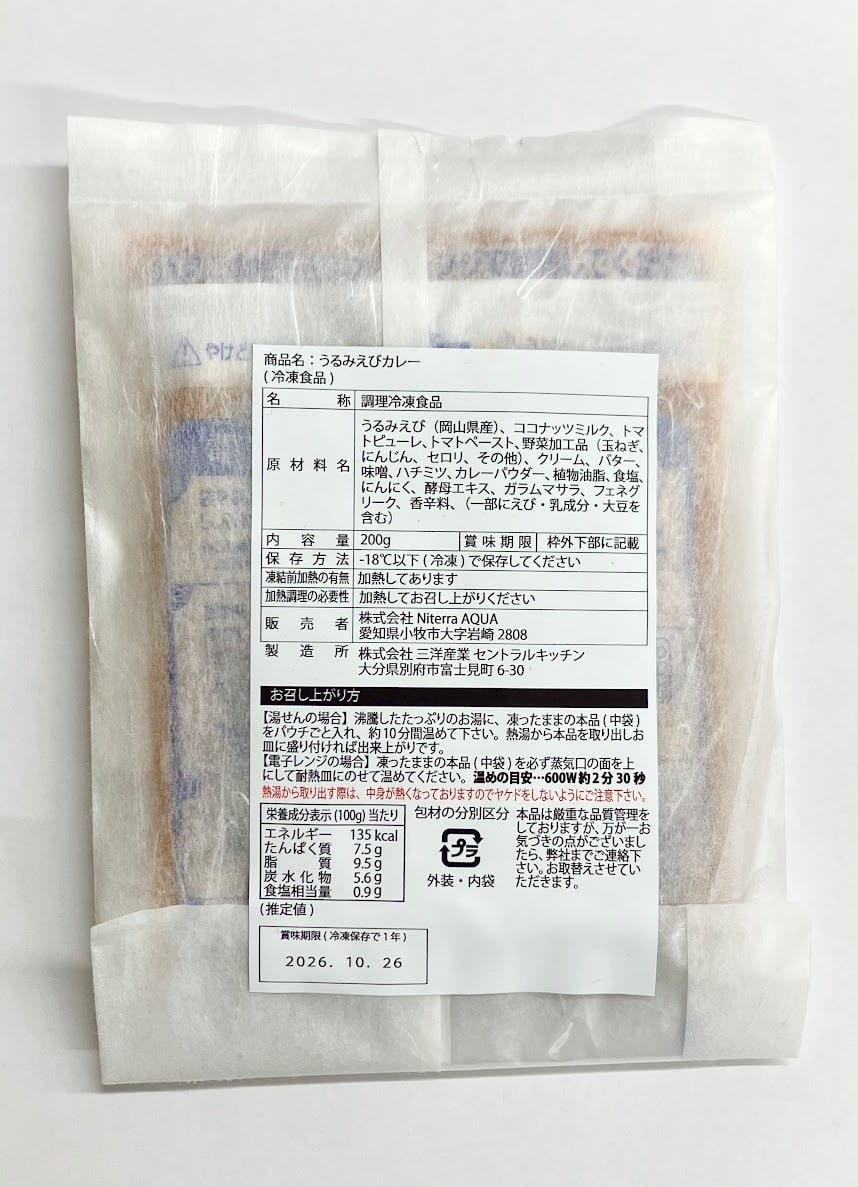 商品名：うるみえびカレー
(冷凍食品)
名称 調理冷凍食品
原材料名 うるみえび（岡山県産）、ココナッツミルク、トマ
トピューレ、トマトペースト、野菜加工品（玉ねぎ、
にんじん、セロリ、その他）、クリーム、バター、
味噌、ハチミツ、カレーパウダー、植物油脂、食塩、
にんにく、酵母エキス、ガラムマサラ、フェネグ
リーク、香辛料、（一部にえび・乳成分・大豆を
含む）
内容量 200g 賞味期限 枠外下部に記載
保存方法 -18℃以下(冷凍)で保存してください
凍結前加熱の有無 加熱してあります
加熱調理の必要性 加熱してお召し上がりください
販売者 株式会社 Niterra AQUA
愛知県小牧市大字岩崎 2808
製造所 株式会社 三洋産業 セントラルキッチン
大分県別府市富士見町 6-30
お召し上がり方
【湯せんの場合】沸騰したたっぷりのお湯に、凍ったままの本品(中袋)
をパウチごと入れ、約10分間温めて下さい。熱湯から本品を取り出しお
皿に盛り付ければ出来上がりです。
【電子レンジの場合】凍ったままの本品(中袋)を必ず蒸気口の面を上
にして耐熱皿にのせて温めてください。温めの目安…600W約2分30秒
熱湯から取り出す際は、中身が熱くなっておりますのでヤケドをしないようにご注意下さい。
栄養成分表示(100g)当たり
エネルギー 135 kcal
たんぱく質 7.5 g
脂質 9.5 g
炭水化物 5.6 g
食塩相当量 0.9 g
(推定値)
包材の分別区分
プラ
外装・内袋
本品は厳重な品質管理を
しておりますが、万が一お
気づきの点がございまし
たら、弊社までご連絡下
さい。お取替えさせてい
ただきます。
賞味期限(冷凍保存で1年)
2026. 10. 26